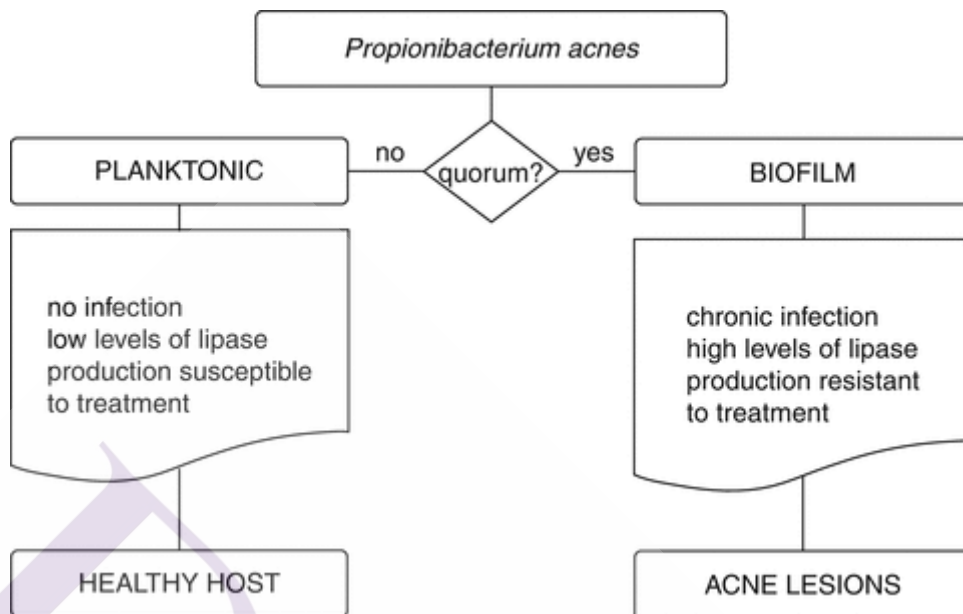 Propionibacterium acnes
no
quorum?
yes
PLANKTONIC
BIOFILM
no infection
low levels of lipase
production susceptible
to treatment
chronic infection
high levels of lipase
production resistant
to treatment
HEALTHY HOST
ACNE LESIONS